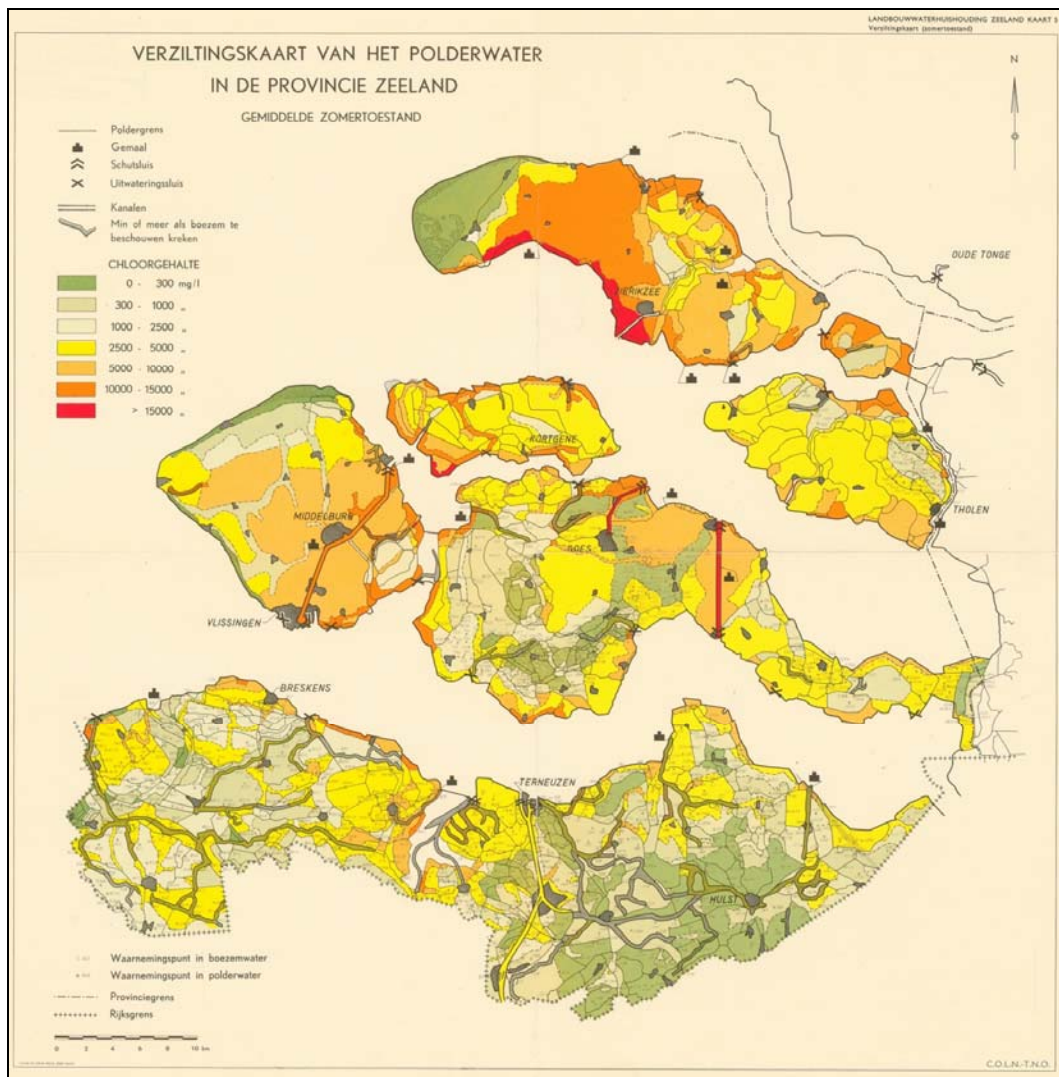 LANDBOUWWATERHUISHOUDING ZEELAND KAART 5
Verziltingkaart (zomertoestand)
VERZILTINGSKAART VAN HET POLDERWATER
IN DE PROVINCIE ZEELAND
GEMIDDELDE ZOMERTOESTAND
N
Poldergrens
Gemaal
Schutsluis
Uitwateringssluis
Kanalen
Min of meer als boezem te
beschouwen kreken
CHLOORGEHALTE
0 - 300 mg/l
300 - 1000 „
1000 - 2500 „
2500 - 5000 „
5000 - 10000 „
10000 - 15000 „
> 15000 „
OUDE TONGE
ZIERIKZEE
KORTGENE
MIDDELBURG
GOES
THOLEN
VLISSINGEN
BRESKENS
TERNEUZEN
HULST
Waarnemingspunt in boezemwater
Waarnemingspunt in polderwater
Provinciegrens
Rijksgrens
0 2 4 6 8 10 km
C.O.L.N.-T.N.O.